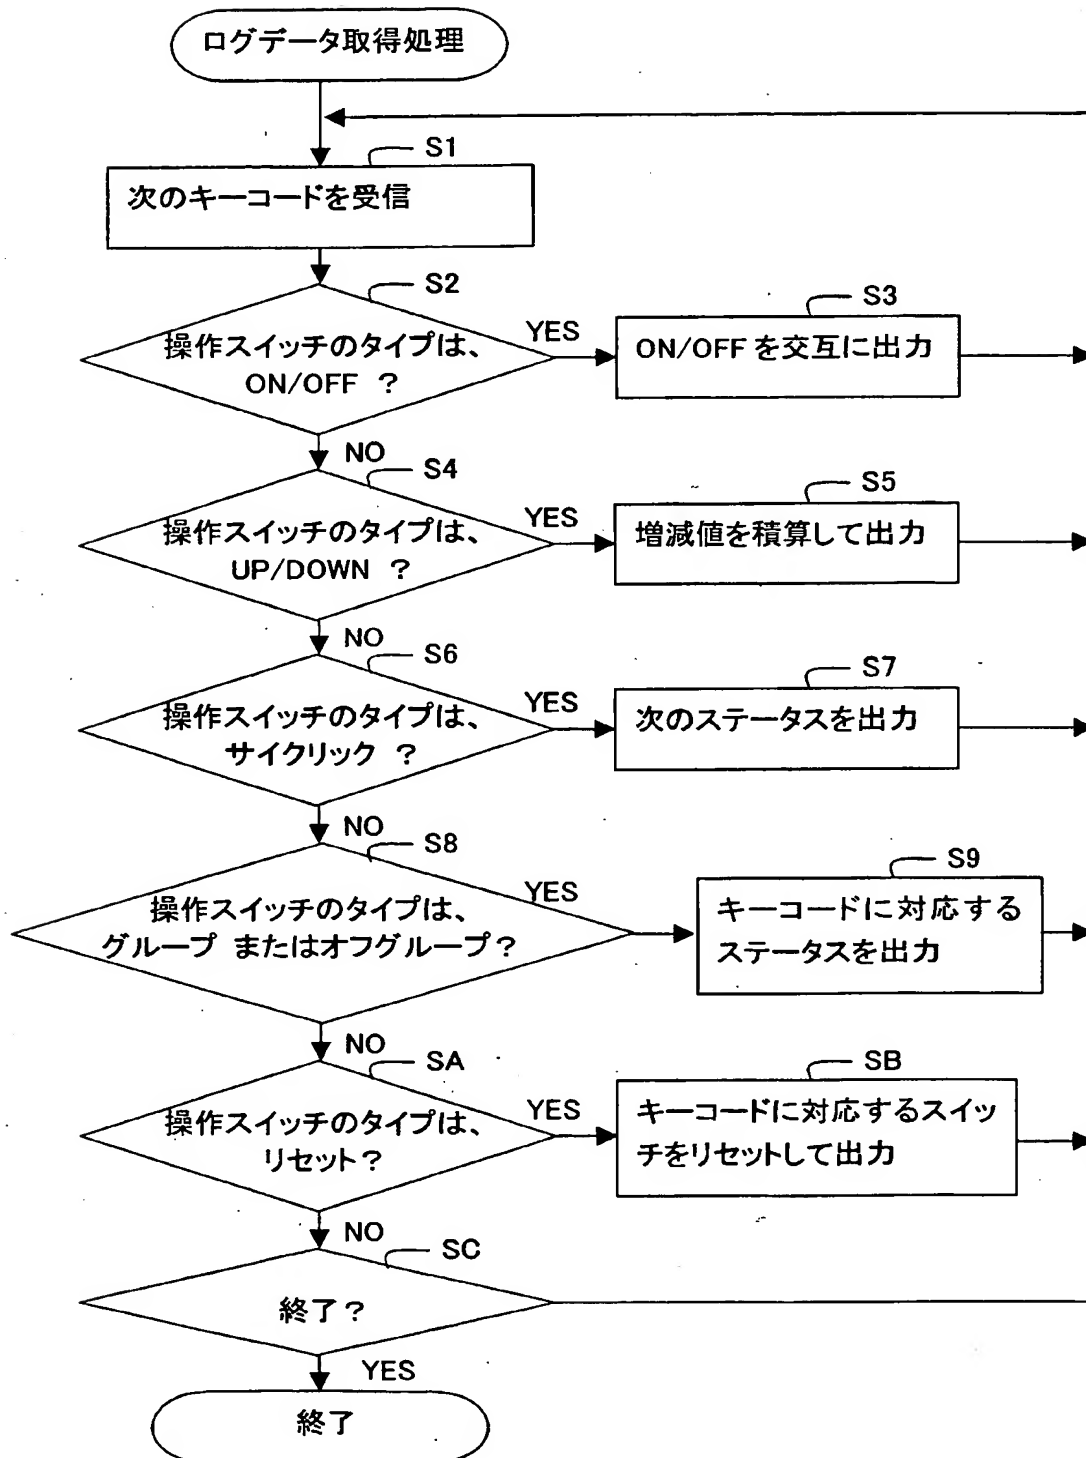 ログデータ取得処理
S1
次のキーコードを受信
S2
操作スイッチのタイプは、
ON/OFF ?
YES
S3
ON/OFF を交互に出力
NO
S4
操作スイッチのタイプは、
UP/DOWN ?
YES
S5
増減値を積算して出力
NO
S6
操作スイッチのタイプは、
サイクリック ?
YES
S7
次のステータスを出力
NO
S8
操作スイッチのタイプは、
グループ またはオフグループ?
YES
S9
キーコードに対応する
ステータスを出力
NO
SA
操作スイッチのタイプは、
リセット?
YES
SB
キーコードに対応するスイッ
チをリセットして出力
NO
SC
終了?
YES
終了